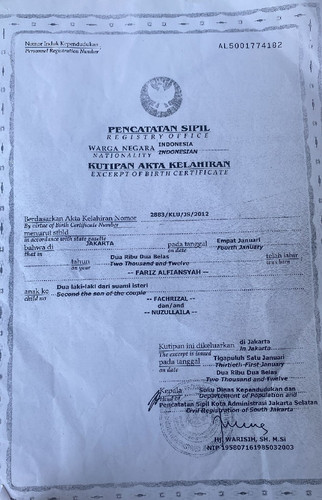 Nomor Induk Kependudukan
Personnel Registration Number
AL5001774182
PENCATATAN SIPIL
REGISTRY OFFICE
WARGA NEGARA INDONESIA
NATIONALITY INDONESIAN
KUTIPAN AKTA KELAHIRAN
EXCERPT OF BIRTH CERTIFICATE
Berdasarkan Akta Kelahiran Nomor 2883/KLU/JS/2012
By virtue of Birth Certificate Number
menurut stbld
in accordance with state gazette
bahwa di JAKARTA pada tanggal Empat Januari
that in on date Fourth January
tahun Dua Ribu Dua Belas telah lahir
on year Two Thousand and Twelve was born
-- FARIZ ALFIANSYAH --
anak ke Dua laki-laki dari suami isteri
child no Second the son of the couple
-- FACHRIZAL --
dan/and
-- NUZULLAILA --
Kutipan ini dikeluarkan di Jakarta
The excerpt is issued In Jakarta
pada tanggal Tigapuluh Satu Januari
on date Thirtieth-First January
Dua Ribu Dua Belas
Two Thousand and Twelve
Kepala Suku Dinas Kependudukan dan
Head of Departement of Population and
Pencatatan Sipil Kota Administrasi Jakarta Selatan
Civil Registration of South Jakarta
Hj WARISIH, SH. M.Si
NIP 195807161985032003